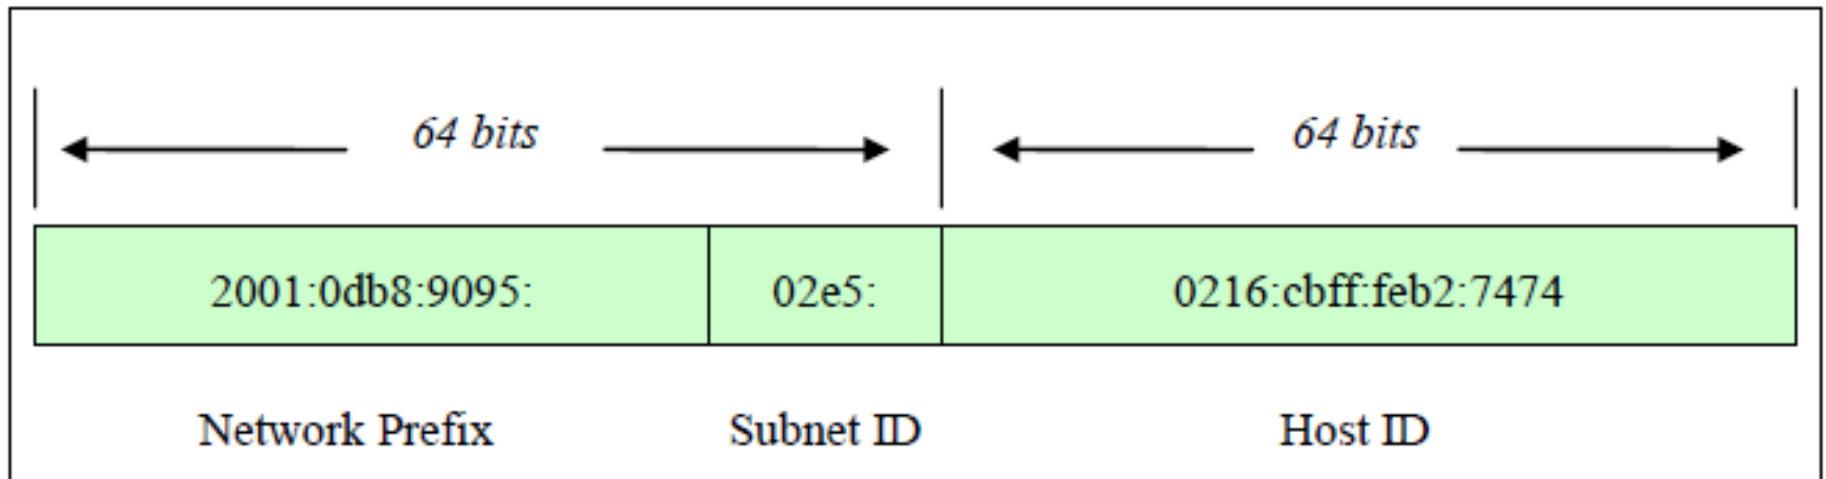 64 bits 64 bits
2001:0db8:9095: 02e5: 0216:cbff:feb2:7474
Network Prefix Subnet ID Host ID